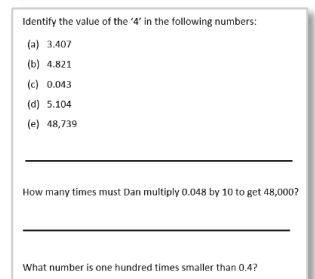 Identify the value of the ‘4’ in the following numbers:
(a) 3.407
(b) 4.821
(c) 0.043
(d) 5.104
(e) 48,739
How many times must Dan multiply 0.048 by 10 to get 48,000?
What number is one hundred times smaller than 0.4?